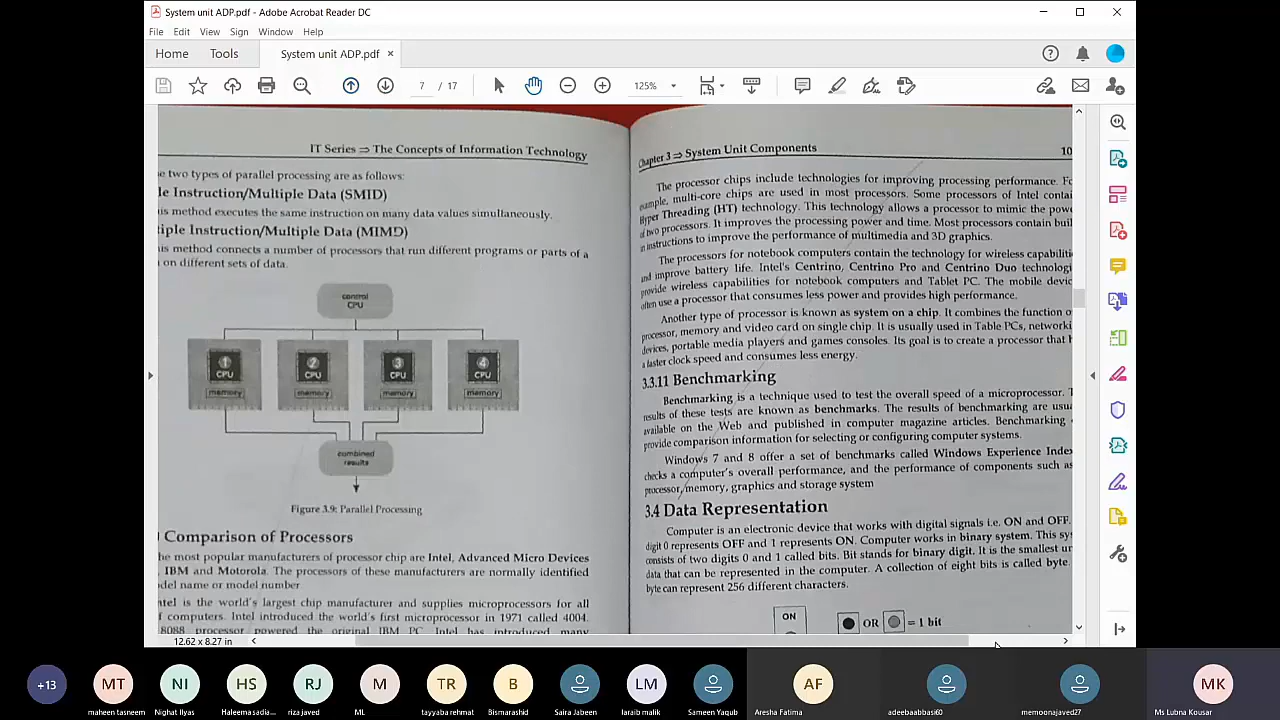 System unit ADP.pdf - Adobe Acrobat Reader DC
File Edit View Sign Window Help
Home Tools System unit ADP.pdf ×
7 / 17 125%
IT Series ⇒ The Concepts of Information Technology
e two types of parallel processing are as follows:
le Instruction/Multiple Data (SMID)
is method executes the same instruction on many data values simultaneously.
iple Instruction/Multiple Data (MIMD)
is method connects a number of processors that run different programs or parts of a
on different sets of data.
control
CPU
1 CPU memory
2 CPU memory
3 CPU memory
4 CPU memory
combined
results
Figure 3.9: Parallel Processing
Comparison of Processors
he most popular manufacturers of processor chip are Intel, Advanced Micro Devices
IBM and Motorola. The processors of these manufacturers are normally identified
del name or model number.
ntel is the world's largest chip manufacturer and supplies microprocessors for all
f computers. Intel introduced the world's first microprocessor in 1971 called 4004.
8088 processor powered the original IBM PC. Intel has introduced many
Chapter 3 ⇒ System Unit Components 10
The processor chips include technologies for improving processing performance. Fo
example, multi-core chips are used in most processors. Some processors of Intel contai
Hyper Threading (HT) technology. This technology allows a processor to mimic the powe
of two processors. It improves the processing power and time. Most processors contain buil
in instructions to improve the performance of multimedia and 3D graphics.
The processors for notebook computers contain the technology for wireless capabiliti
and improve battery life. Intel's Centrino, Centrino Pro and Centrino Duo technologi
provide wireless capabilities for notebook computers and Tablet PC. The mobile devic
often use a processor that consumes less power and provides high performance.
Another type of processor is known as system on a chip. It combines the function o
processor, memory and video card on single chip. It is usually used in Table PCs, networki
devices, portable media players and games consoles. Its goal is to create a processor that h
a faster clock speed and consumes less energy.
3.3.11 Benchmarking
Benchmarking is a technique used to test the overall speed of a microprocessor. T
results of these tests are known as benchmarks. The results of benchmarking are usua
available on the Web and published in computer magazine articles. Benchmarking
provide comparison information for selecting or configuring computer systems.
Windows 7 and 8 offer a set of benchmarks called Windows Experience Index
checks a computer's overall performance, and the performance of components such as
processor, memory, graphics and storage system
3.4 Data Representation
Computer is an electronic device that works with digital signals i.e. ON and OFF.
digit 0 represents OFF and 1 represents ON. Computer works in binary system. This sys
consists of two digits 0 and 1 called bits. Bit stands for binary digit. It is the smallest un
data that can be represented in the computer. A collection of eight bits is called byte.
byte can represent 256 different characters.
ON OR = 1 bit
12.62 x 8.27 in
+13 MT NI HS RJ M TR B LM AF MK
maheen tasneem Nighat Ilyas Haleema sadia... riza javed ML tayyaba rehmat Bismarashid Saira Jabeen laraib malik Sameen Yaqub Aresha Fatima adeebaabbasi60 memoonajaved27 Ms Lubna Kousar